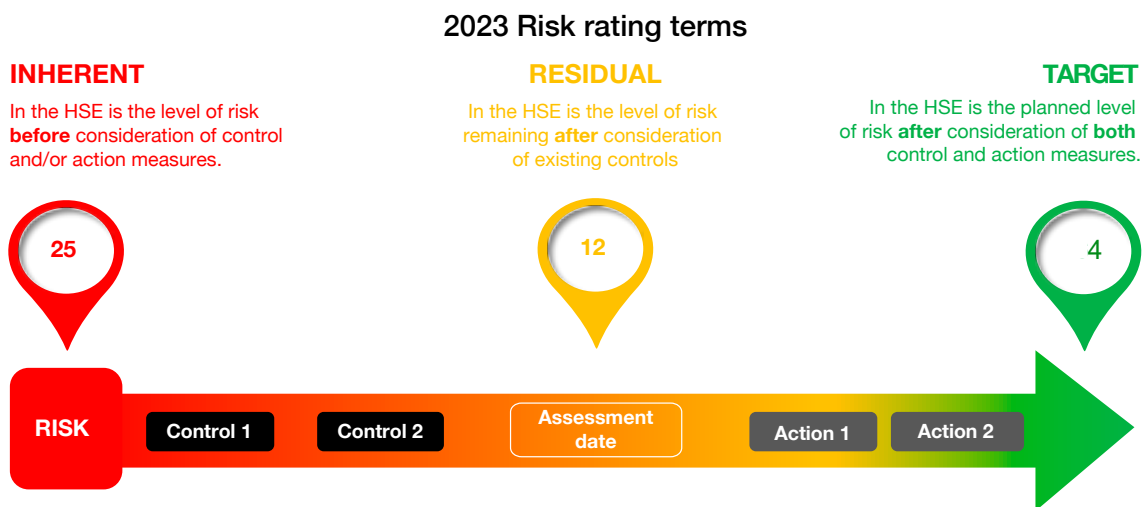 2023 Risk rating terms
INHERENT
In the HSE is the level of risk
before consideration of control
and/or action measures.
RESIDUAL
In the HSE is the level of risk
remaining after consideration
of existing controls
TARGET
In the HSE is the planned level
of risk after consideration of both
control and action measures.
25
12
4
RISK
Control 1
Control 2
Assessment
date
Action 1
Action 2